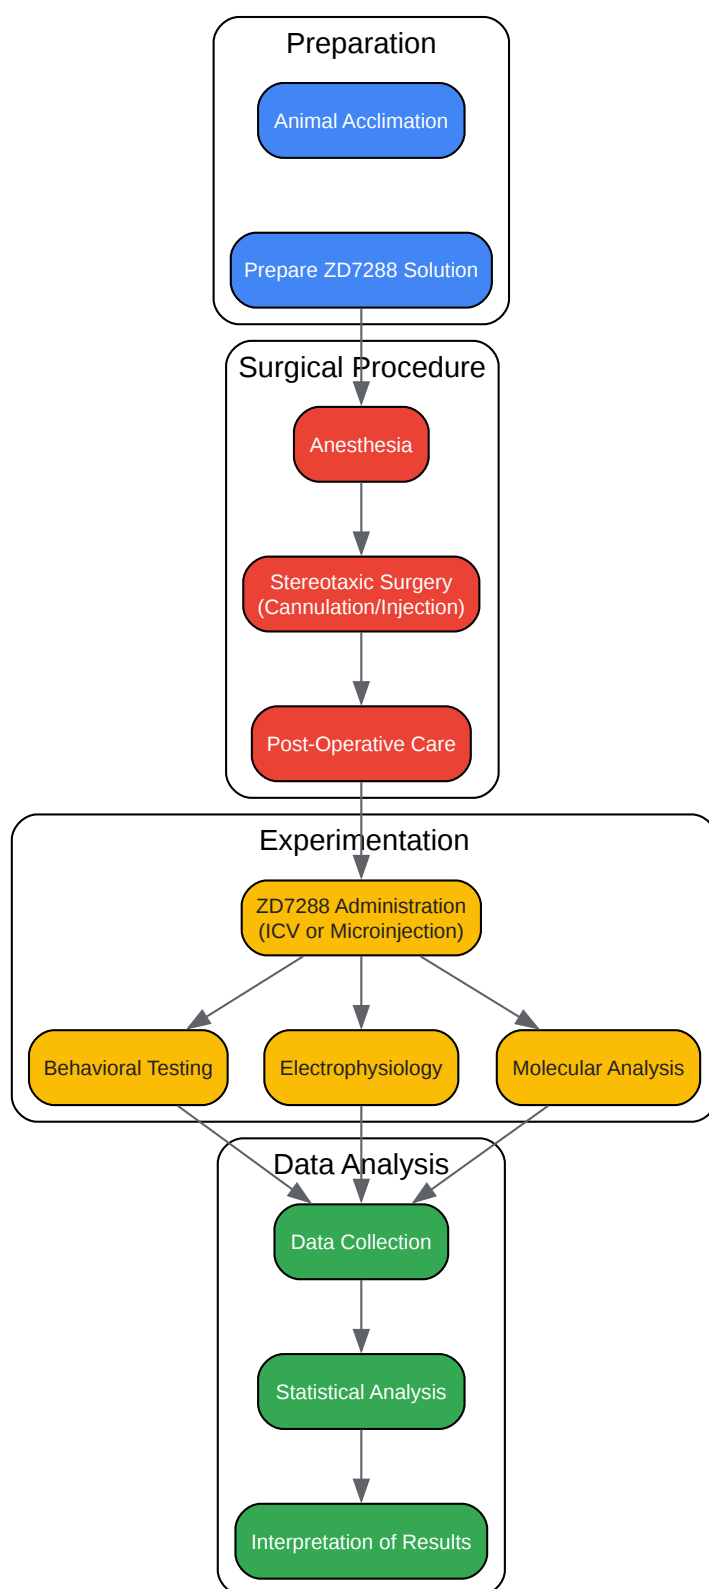 Preparation
Animal Acclimation
Prepare ZD7288 Solution
Surgical Procedure
Anesthesia
Stereotaxic Surgery
(Cannulation/Injection)
Post-Operative Care
Experimentation
ZD7288 Administration
(ICV or Microinjection)
Behavioral Testing
Electrophysiology
Molecular Analysis
Data Analysis
Data Collection
Statistical Analysis
Interpretation of Results